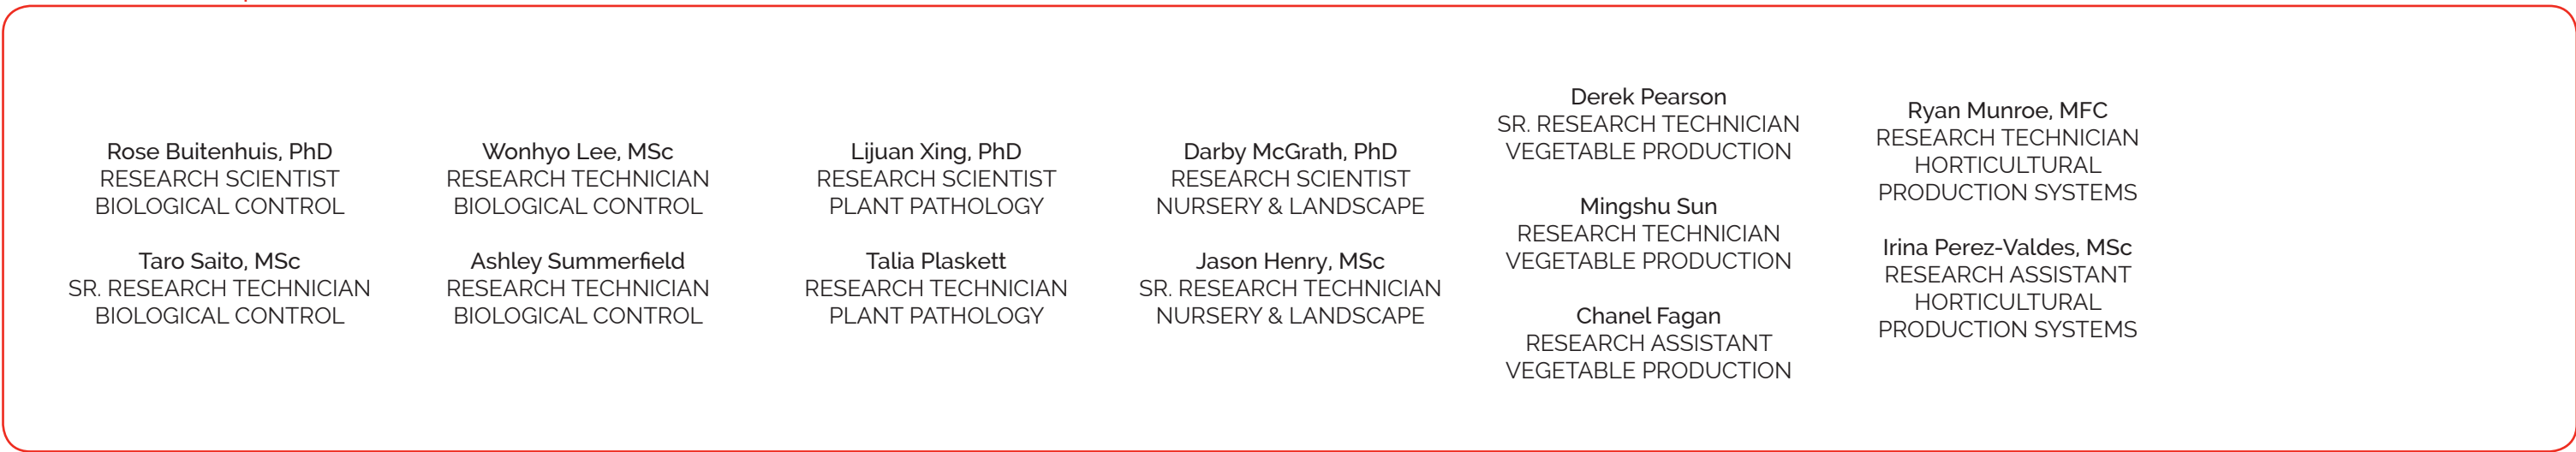 Rose Buitenhuis, PhD
RESEARCH SCIENTIST
BIOLOGICAL CONTROL
Taro Saito, MSc
SR. RESEARCH TECHNICIAN
BIOLOGICAL CONTROL
Wonhyo Lee, MSc
RESEARCH TECHNICIAN
BIOLOGICAL CONTROL
Ashley Summerfield
RESEARCH TECHNICIAN
BIOLOGICAL CONTROL
Lijuan Xing, PhD
RESEARCH SCIENTIST
PLANT PATHOLOGY
Talia Plaskett
RESEARCH TECHNICIAN
PLANT PATHOLOGY
Darby McGrath, PhD
RESEARCH SCIENTIST
NURSERY & LANDSCAPE
Jason Henry, MSc
SR. RESEARCH TECHNICIAN
NURSERY & LANDSCAPE
Derek Pearson
SR. RESEARCH TECHNICIAN
VEGETABLE PRODUCTION
Mingshu Sun
RESEARCH TECHNICIAN
VEGETABLE PRODUCTION
Chanel Fagan
RESEARCH ASSISTANT
VEGETABLE PRODUCTION
Ryan Munroe, MFC
RESEARCH TECHNICIAN
HORTICULTURAL
PRODUCTION SYSTEMS
Irina Perez-Valdes, MSc
RESEARCH ASSISTANT
HORTICULTURAL
PRODUCTION SYSTEMS